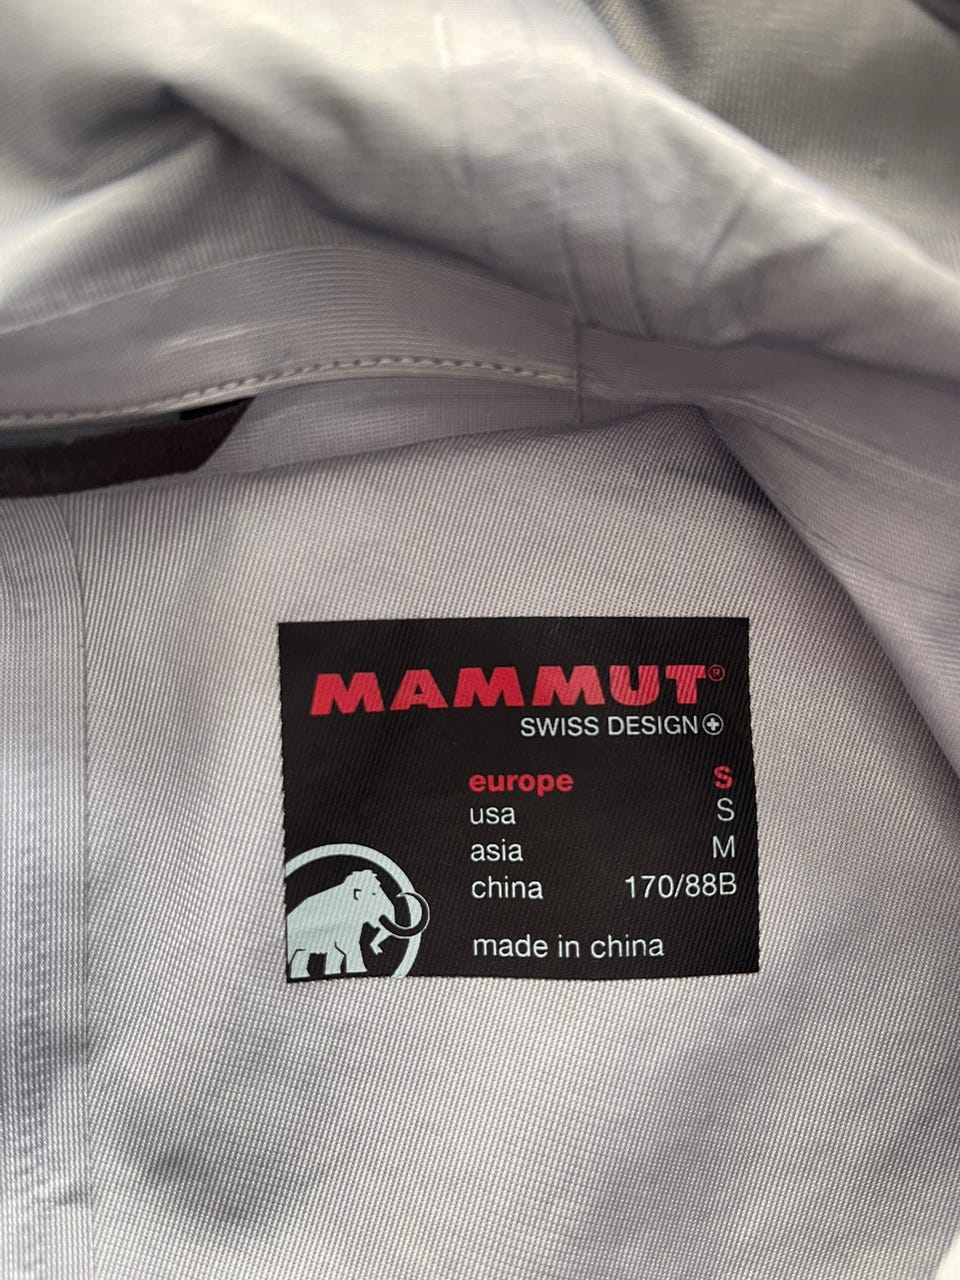 MAMMUT®
SWISS DESIGN
europe S
usa S
asia M
china 170/88B
made in china